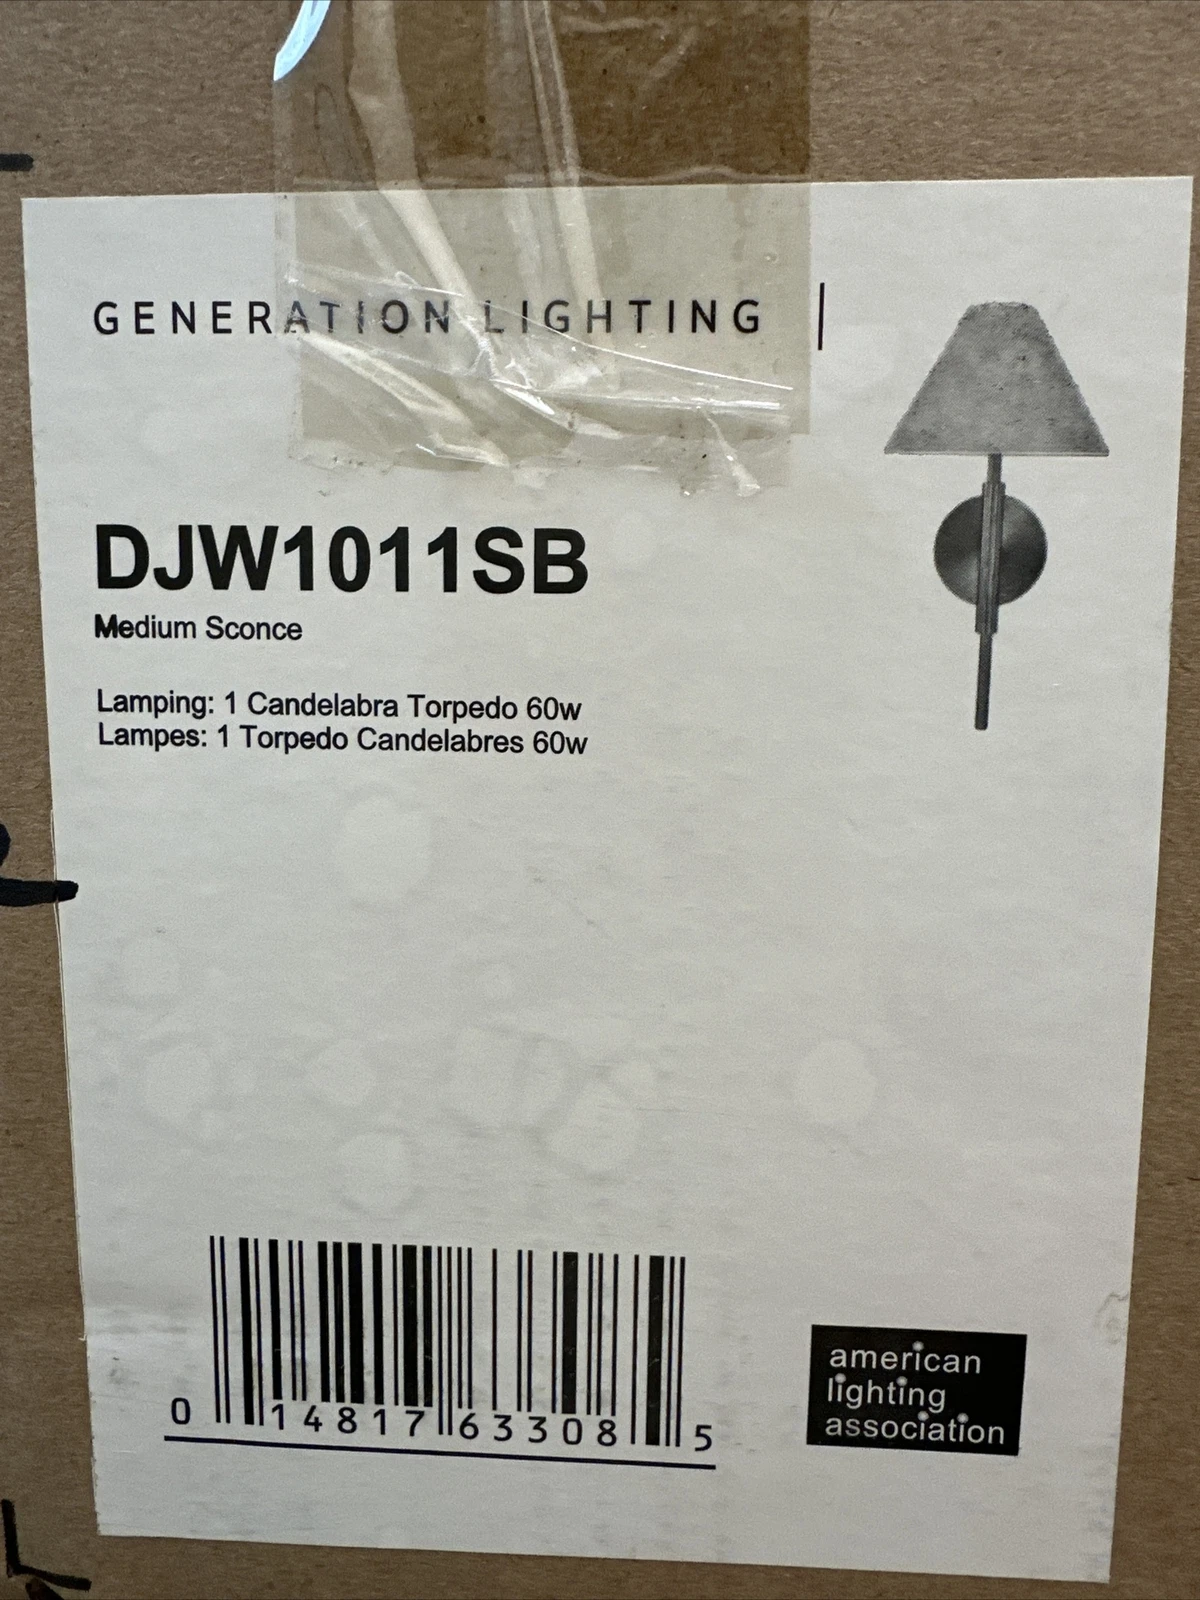 GENERATION LIGHTING
DJW1011SB
Medium Sconce
Lamping: 1 Candelabra Torpedo 60w
Lampes: 1 Torpedo Candelabres 60w
0 14817 63308 5
american
lighting
association